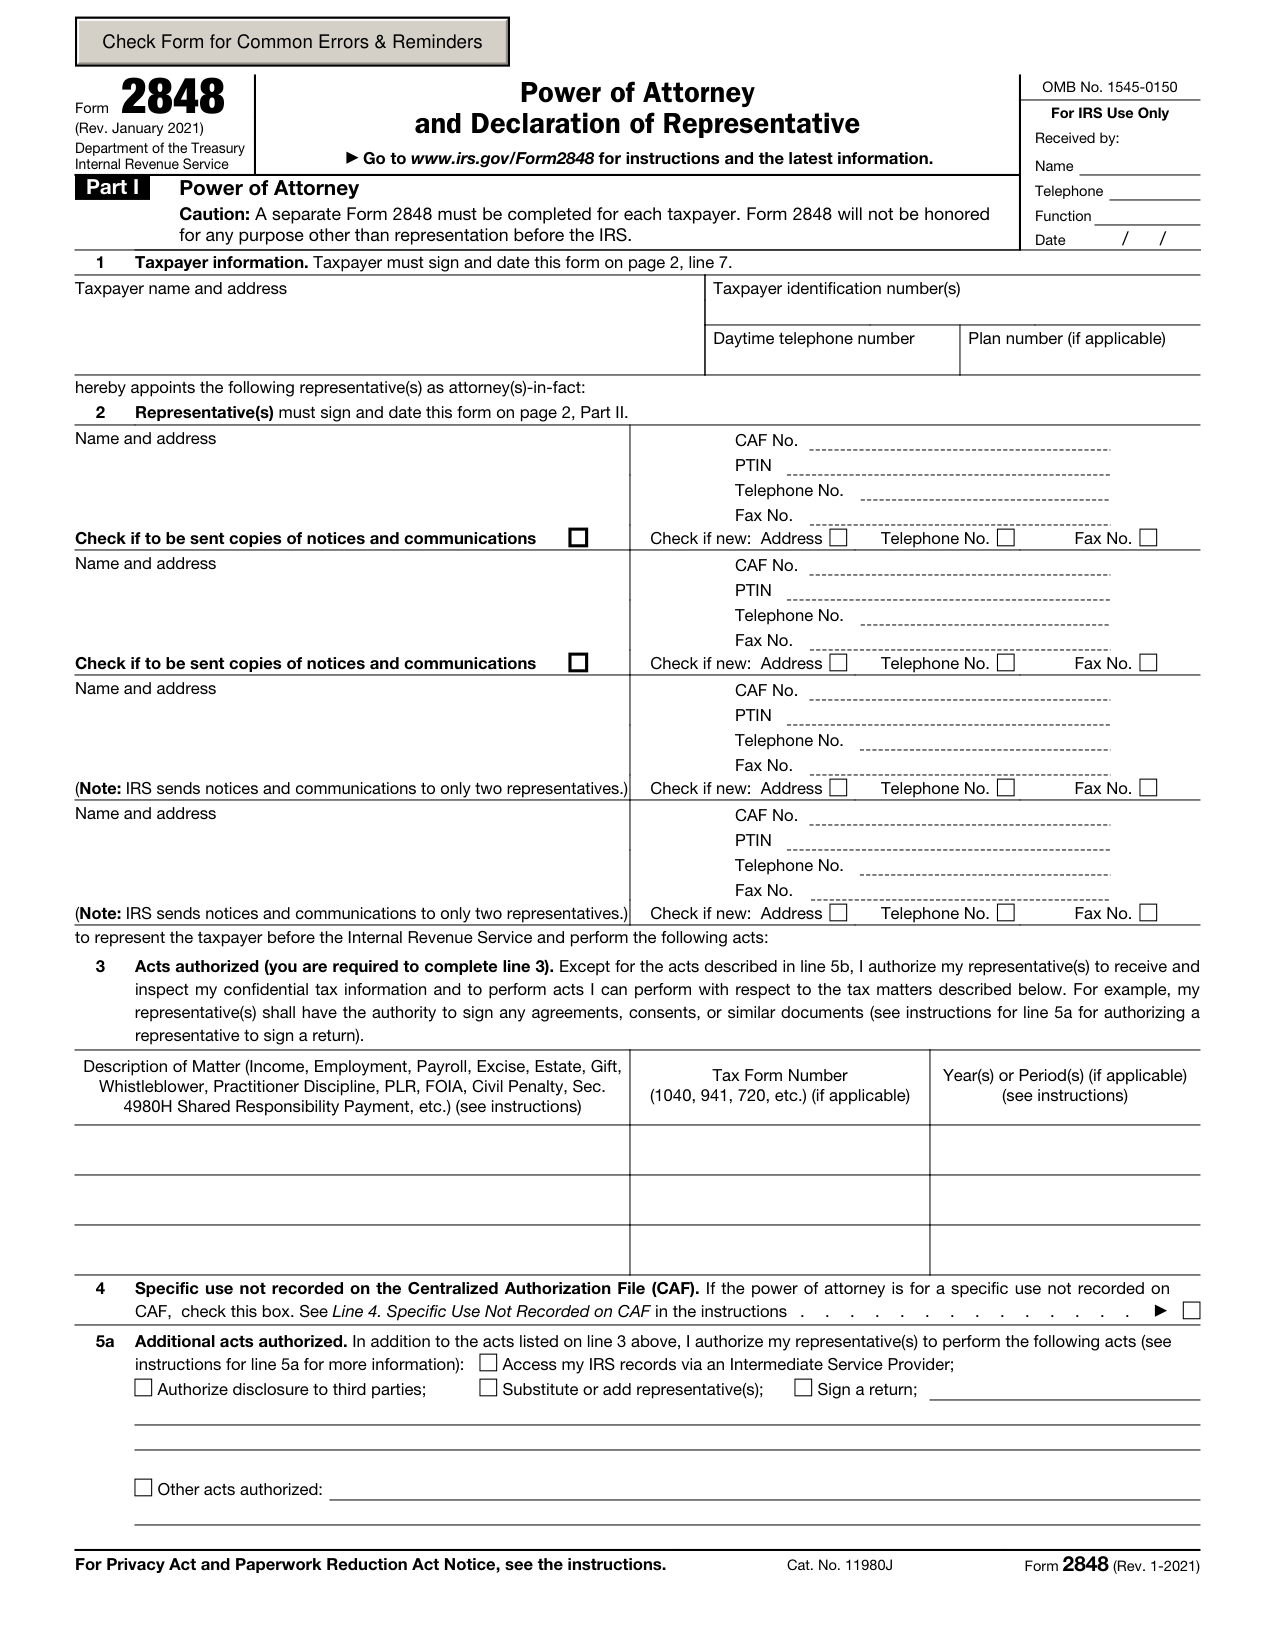 Check Form for Common Errors & Reminders
Form 2848
(Rev. January 2021)
Department of the Treasury
Internal Revenue Service
Power of Attorney
and Declaration of Representative
▶ Go to www.irs.gov/Form2848 for instructions and the latest information.
OMB No. 1545-0150
For IRS Use Only
Received by:
Name
Telephone
Function
Date / /
Part I Power of Attorney
Caution: A separate Form 2848 must be completed for each taxpayer. Form 2848 will not be honored
for any purpose other than representation before the IRS.
1 Taxpayer information. Taxpayer must sign and date this form on page 2, line 7.
Taxpayer name and address
Taxpayer identification number(s)
Daytime telephone number
Plan number (if applicable)
hereby appoints the following representative(s) as attorney(s)-in-fact:
2 Representative(s) must sign and date this form on page 2, Part II.
Name and address
CAF No.
PTIN
Telephone No.
Fax No.
Check if to be sent copies of notices and communications
Check if new: Address Telephone No. Fax No.
Name and address
CAF No.
PTIN
Telephone No.
Fax No.
Check if to be sent copies of notices and communications
Check if new: Address Telephone No. Fax No.
Name and address
CAF No.
PTIN
Telephone No.
Fax No.
(Note: IRS sends notices and communications to only two representatives.)
Check if new: Address Telephone No. Fax No.
Name and address
CAF No.
PTIN
Telephone No.
Fax No.
(Note: IRS sends notices and communications to only two representatives.)
Check if new: Address Telephone No. Fax No.
to represent the taxpayer before the Internal Revenue Service and perform the following acts:
3 Acts authorized (you are required to complete line 3). Except for the acts described in line 5b, I authorize my representative(s) to receive and
inspect my confidential tax information and to perform acts I can perform with respect to the tax matters described below. For example, my
representative(s) shall have the authority to sign any agreements, consents, or similar documents (see instructions for line 5a for authorizing a
representative to sign a return).
Description of Matter (Income, Employment, Payroll, Excise, Estate, Gift,
Whistleblower, Practitioner Discipline, PLR, FOIA, Civil Penalty, Sec.
4980H Shared Responsibility Payment, etc.) (see instructions)
Tax Form Number
(1040, 941, 720, etc.) (if applicable)
Year(s) or Period(s) (if applicable)
(see instructions)
4 Specific use not recorded on the Centralized Authorization File (CAF). If the power of attorney is for a specific use not recorded on
CAF, check this box. See Line 4. Specific Use Not Recorded on CAF in the instructions . . . . . . . . . . . . . . ▶
5a Additional acts authorized. In addition to the acts listed on line 3 above, I authorize my representative(s) to perform the following acts (see
instructions for line 5a for more information): Access my IRS records via an Intermediate Service Provider;
Authorize disclosure to third parties; Substitute or add representative(s); Sign a return;
Other acts authorized:
For Privacy Act and Paperwork Reduction Act Notice, see the instructions.
Cat. No. 11980J
Form 2848 (Rev. 1-2021)